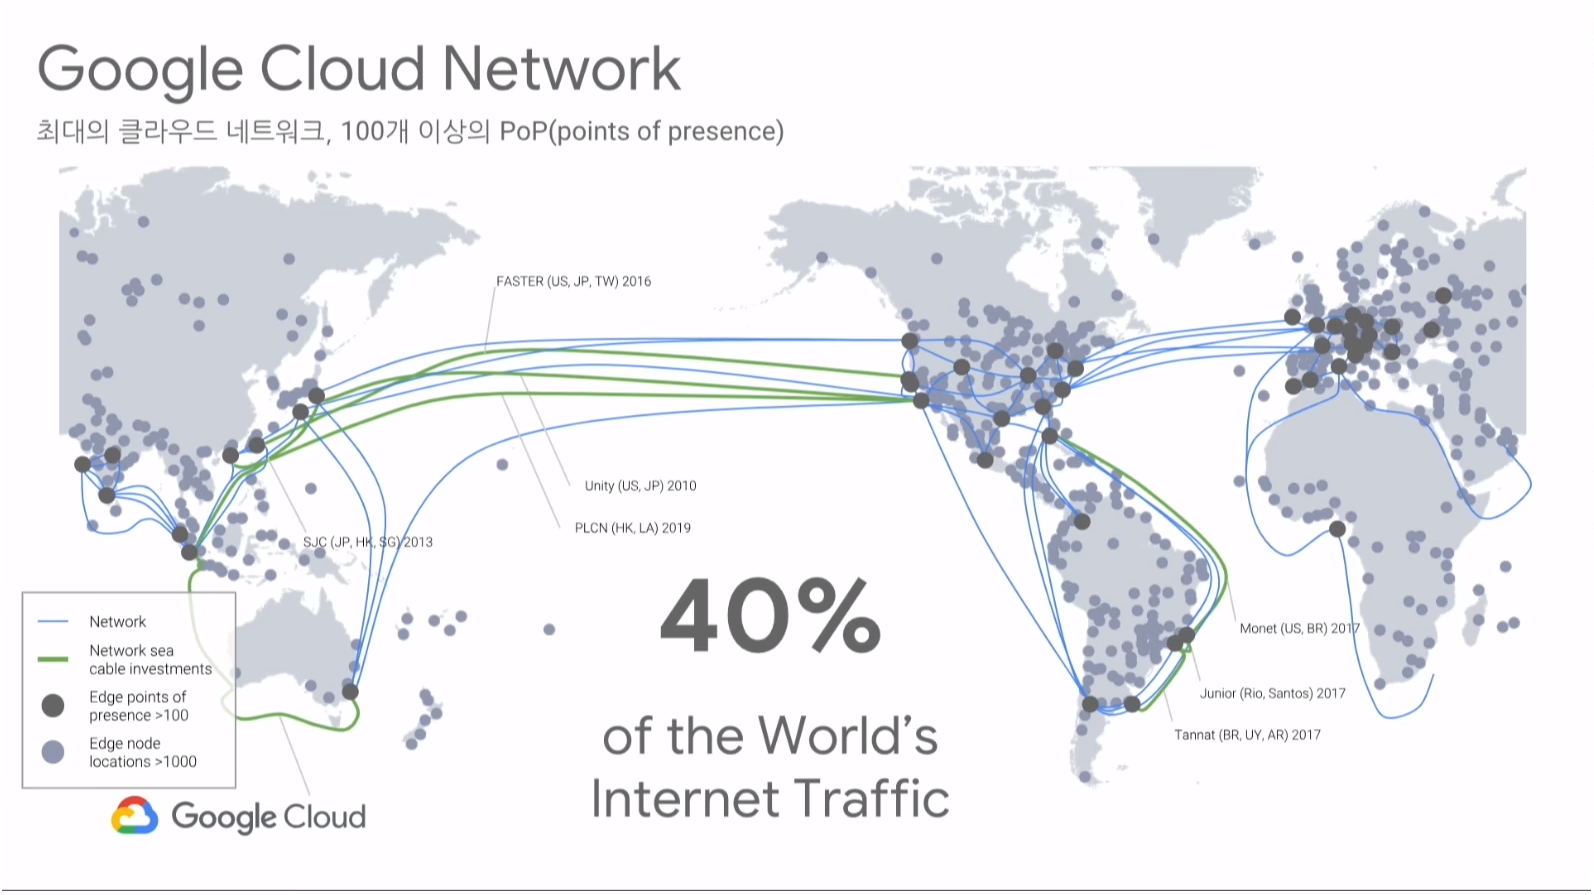 Google Cloud Network
최대의 클라우드 네트워크, 100개 이상의 PoP(points of presence)
FASTER (US, JP, TW) 2016
Unity (US, JP) 2010
PLCN (HK, LA) 2019
SJC (JP, HK, SG) 2013
40%
of the World's
Internet Traffic
Monet (US, BR) 2017
Junior (Rio, Santos) 2017
Tannat (BR, UY, AR) 2017
Network
Network sea
cable investments
Edge points of
presence >100
Edge node
locations >1000
Google Cloud